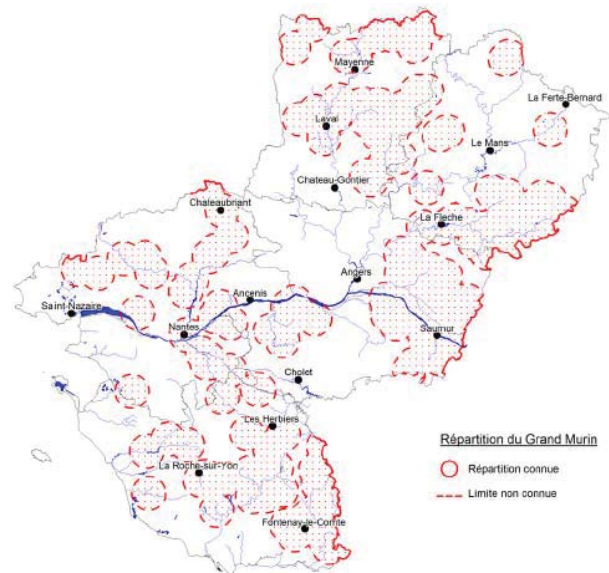 Mayenne
La Ferte-Bernard
Laval
Le Mans
Chateau-Gontier
Chateaubriant
La Fleche
Angers
Ancenis
Saint-Nazaire
Nantes
Saumur
Cholet
Les Herbiers
La Roche-sur-Yon
Fontenay-le-Comte
Répartition du Grand Murin
Répartition connue
Limite non connue